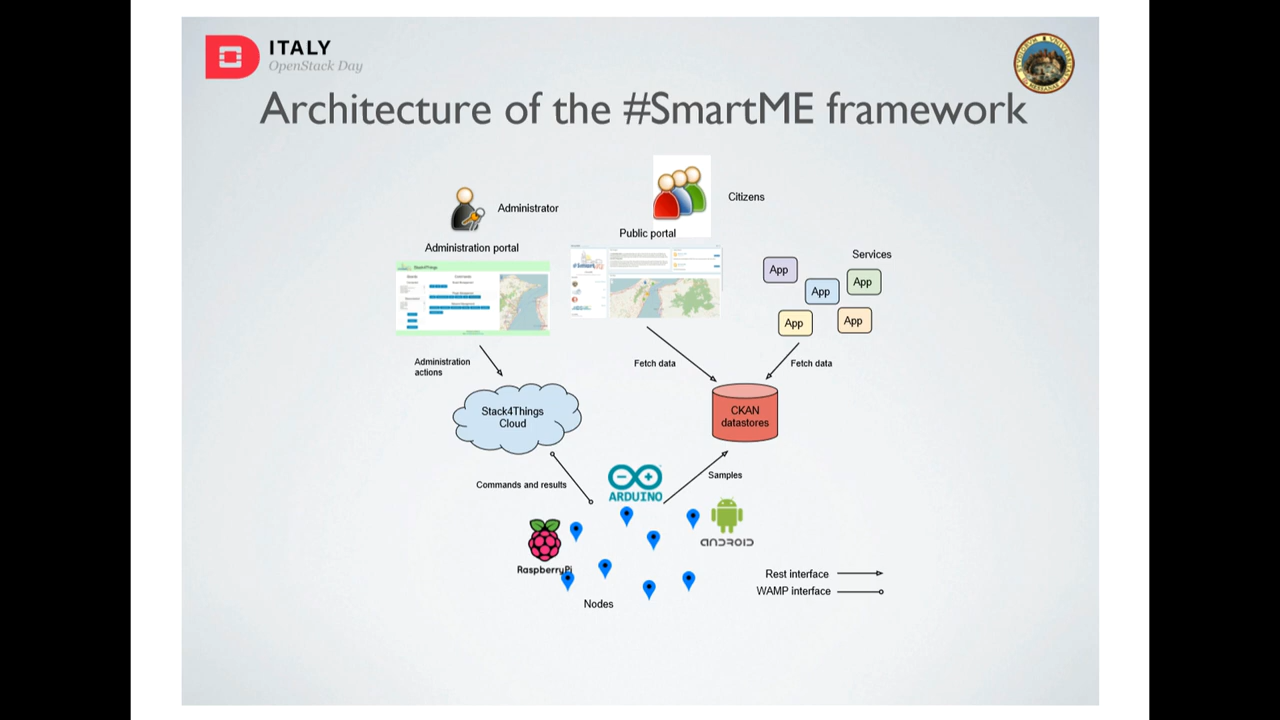 ITALY
OpenStack Day
Architecture of the #SmartME framework
Administrator
Citizens
Public portal
Administration portal
Services
Stack4Things
App
App
App
App
App
Administration
actions
Fetch data
Fetch data
Stack4Things
Cloud
CKAN
datastores
Commands and results
ARDUINO
Samples
ANDROID
RaspberryPi
Nodes
Rest interface
WAMP interface